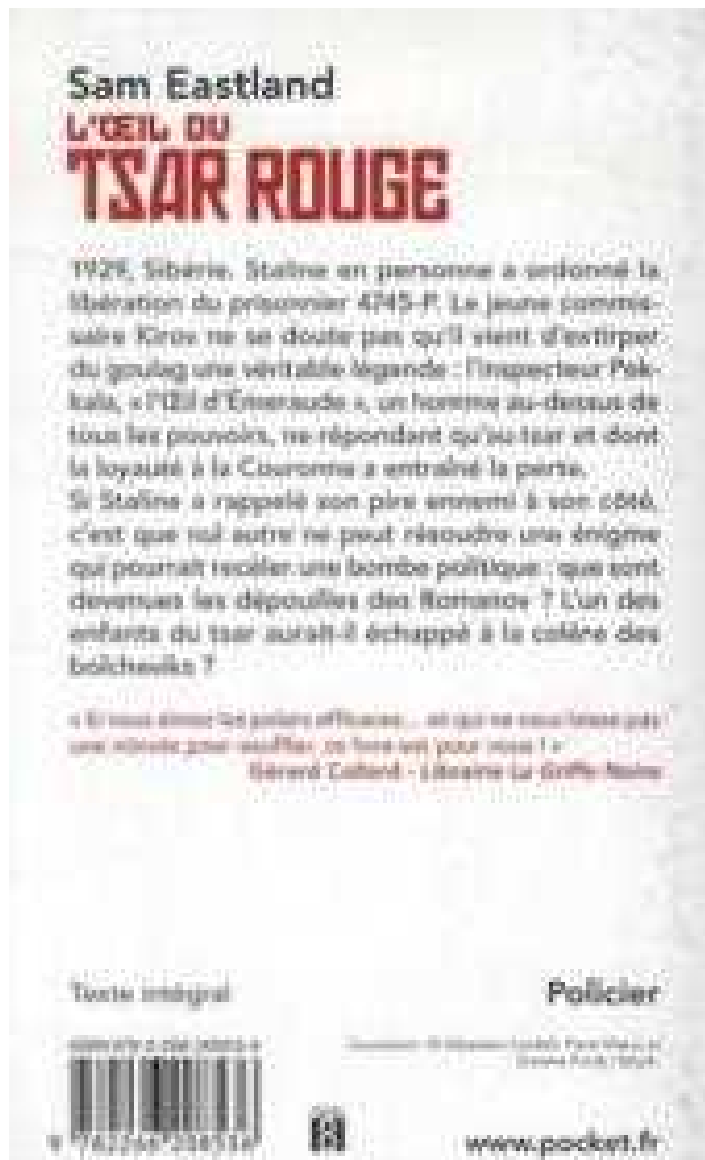 Sam Eastland
L'ŒIL DU
TSAR ROUGE
1929, Sibérie. Staline en personne a ordonné la
libération du prisonnier 4745-P. Le jeune commis-
saire Kirov ne se doute pas qu'il vient d'extirper
du goulag une véritable légende : l'inspecteur Pek-
kala, « l'Œil d'Émeraude », un homme au-dessus de
tous les pouvoirs, ne répondant qu'au tsar et dont
la loyauté à la Couronne a entraîné la perte.
Si Staline a rappelé son pire ennemi à son côté,
c'est que nul autre ne peut résoudre une énigme
qui pourrait receler une bombe politique : que sont
devenues les dépouilles des Romanov ? L'un des
enfants du tsar aurait-il échappé à la colère des
bolcheviks ?
« Si vous aimez les polars efficaces... et qui ne vous laisse pas
une minute pour souffler, ce livre est pour vous ! »
Gérard Collard - Librairie La Griffe Noire
Texte intégral
Policier
www.pocket.fr